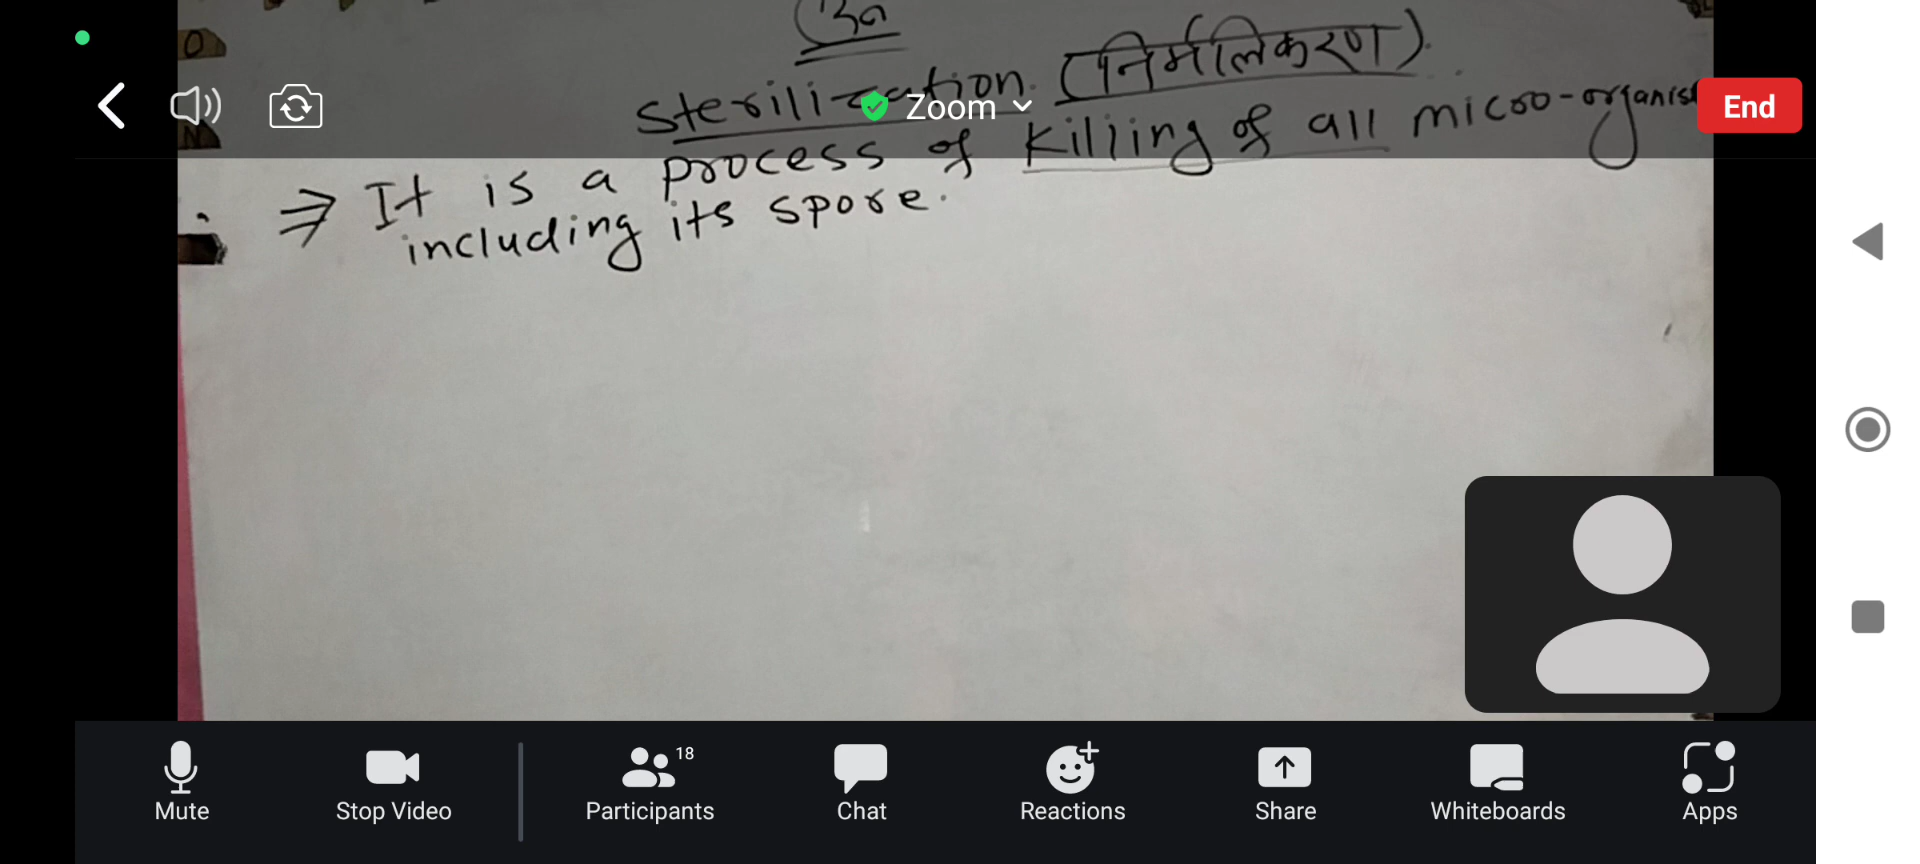 Sterilization. (निर्मलिकरण).
Zoom
End
⇒ It is a process of killing of all micro-organis
including its spore.
Mute
Stop Video
Participants 18
Chat
Reactions
Share
Whiteboards
Apps